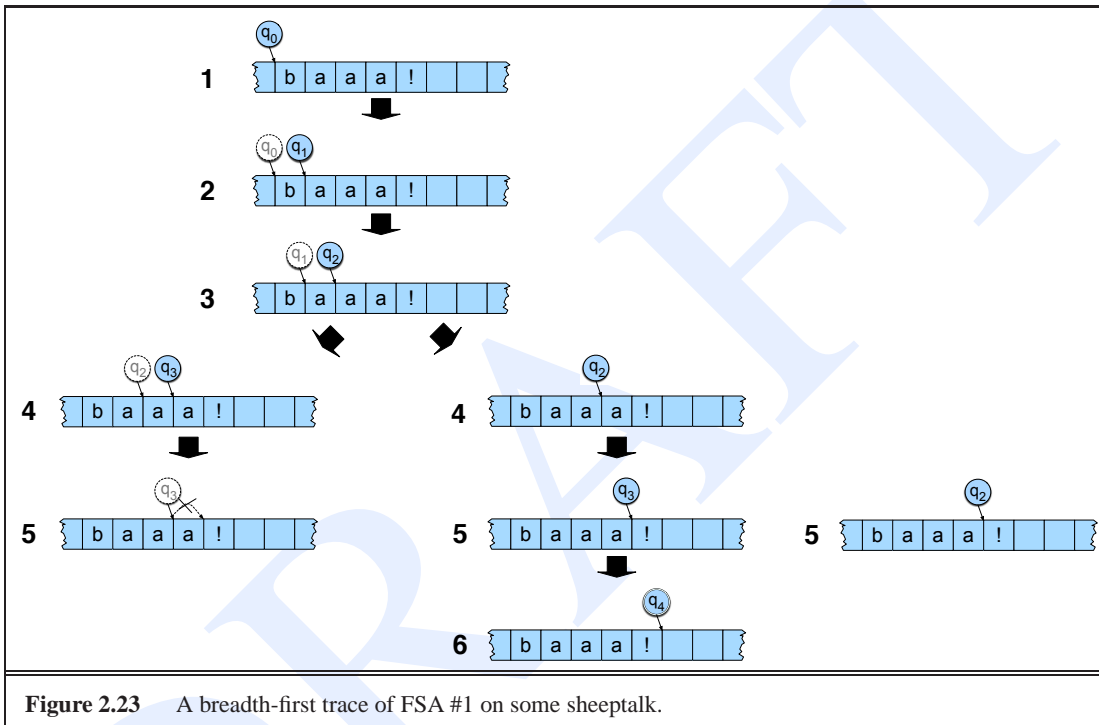 q0
1 b a a a !
q0 q1
2 b a a a !
q1 q2
3 b a a a !
q2 q3 q2
4 b a a a ! 4 b a a a !
q3 q3 q2
5 b a a a ! 5 b a a a ! 5 b a a a !
q4
6 b a a a !
Figure 2.23 A breadth-first trace of FSA #1 on some sheeptalk.
DRAFT